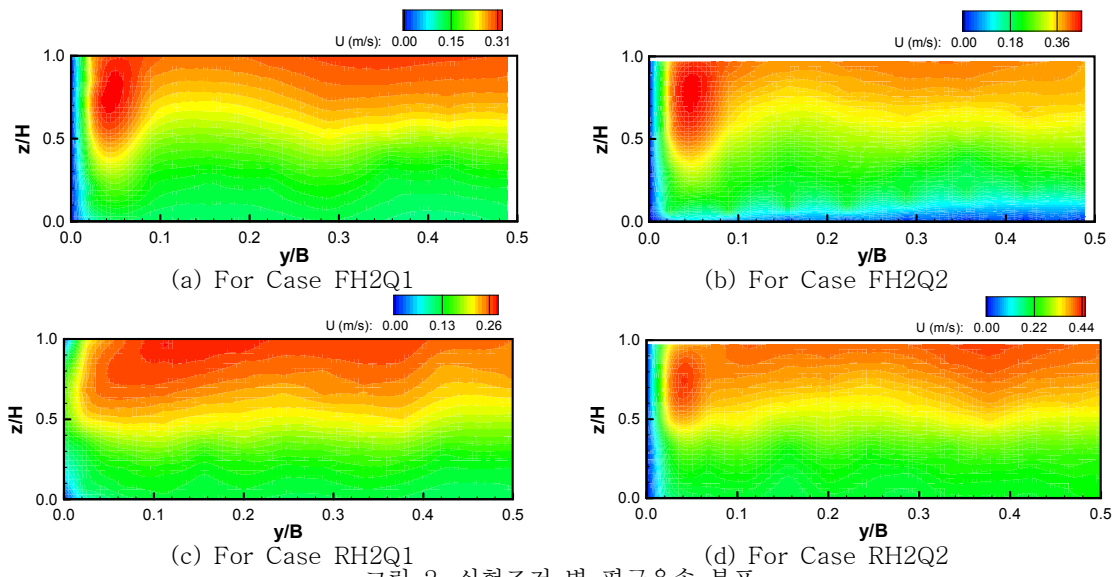 U (m/s): 0.00 0.15 0.31
1.0
0.5
0.0
z/H
0.0 0.1 0.2 0.3 0.4 0.5
y/B
(a) For Case FH2Q1
U (m/s): 0.00 0.18 0.36
1.0
0.5
0.0
z/H
0.0 0.1 0.2 0.3 0.4 0.5
y/B
(b) For Case FH2Q2
U (m/s): 0.00 0.13 0.26
1.0
0.5
0.0
z/H
0.0 0.1 0.2 0.3 0.4 0.5
y/B
(c) For Case RH2Q1
U (m/s): 0.00 0.22 0.44
1.0
0.5
0.0
z/H
0.0 0.1 0.2 0.3 0.4 0.5
y/B
(d) For Case RH2Q2